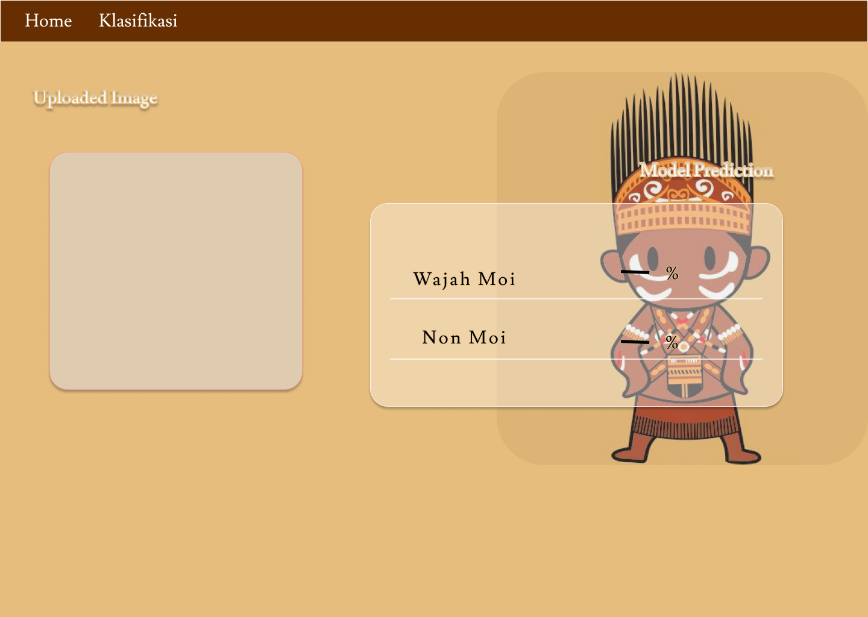 Home Klasifikasi
Uploaded Image
Model Prediction
Wajah Moi — %
Non Moi — %